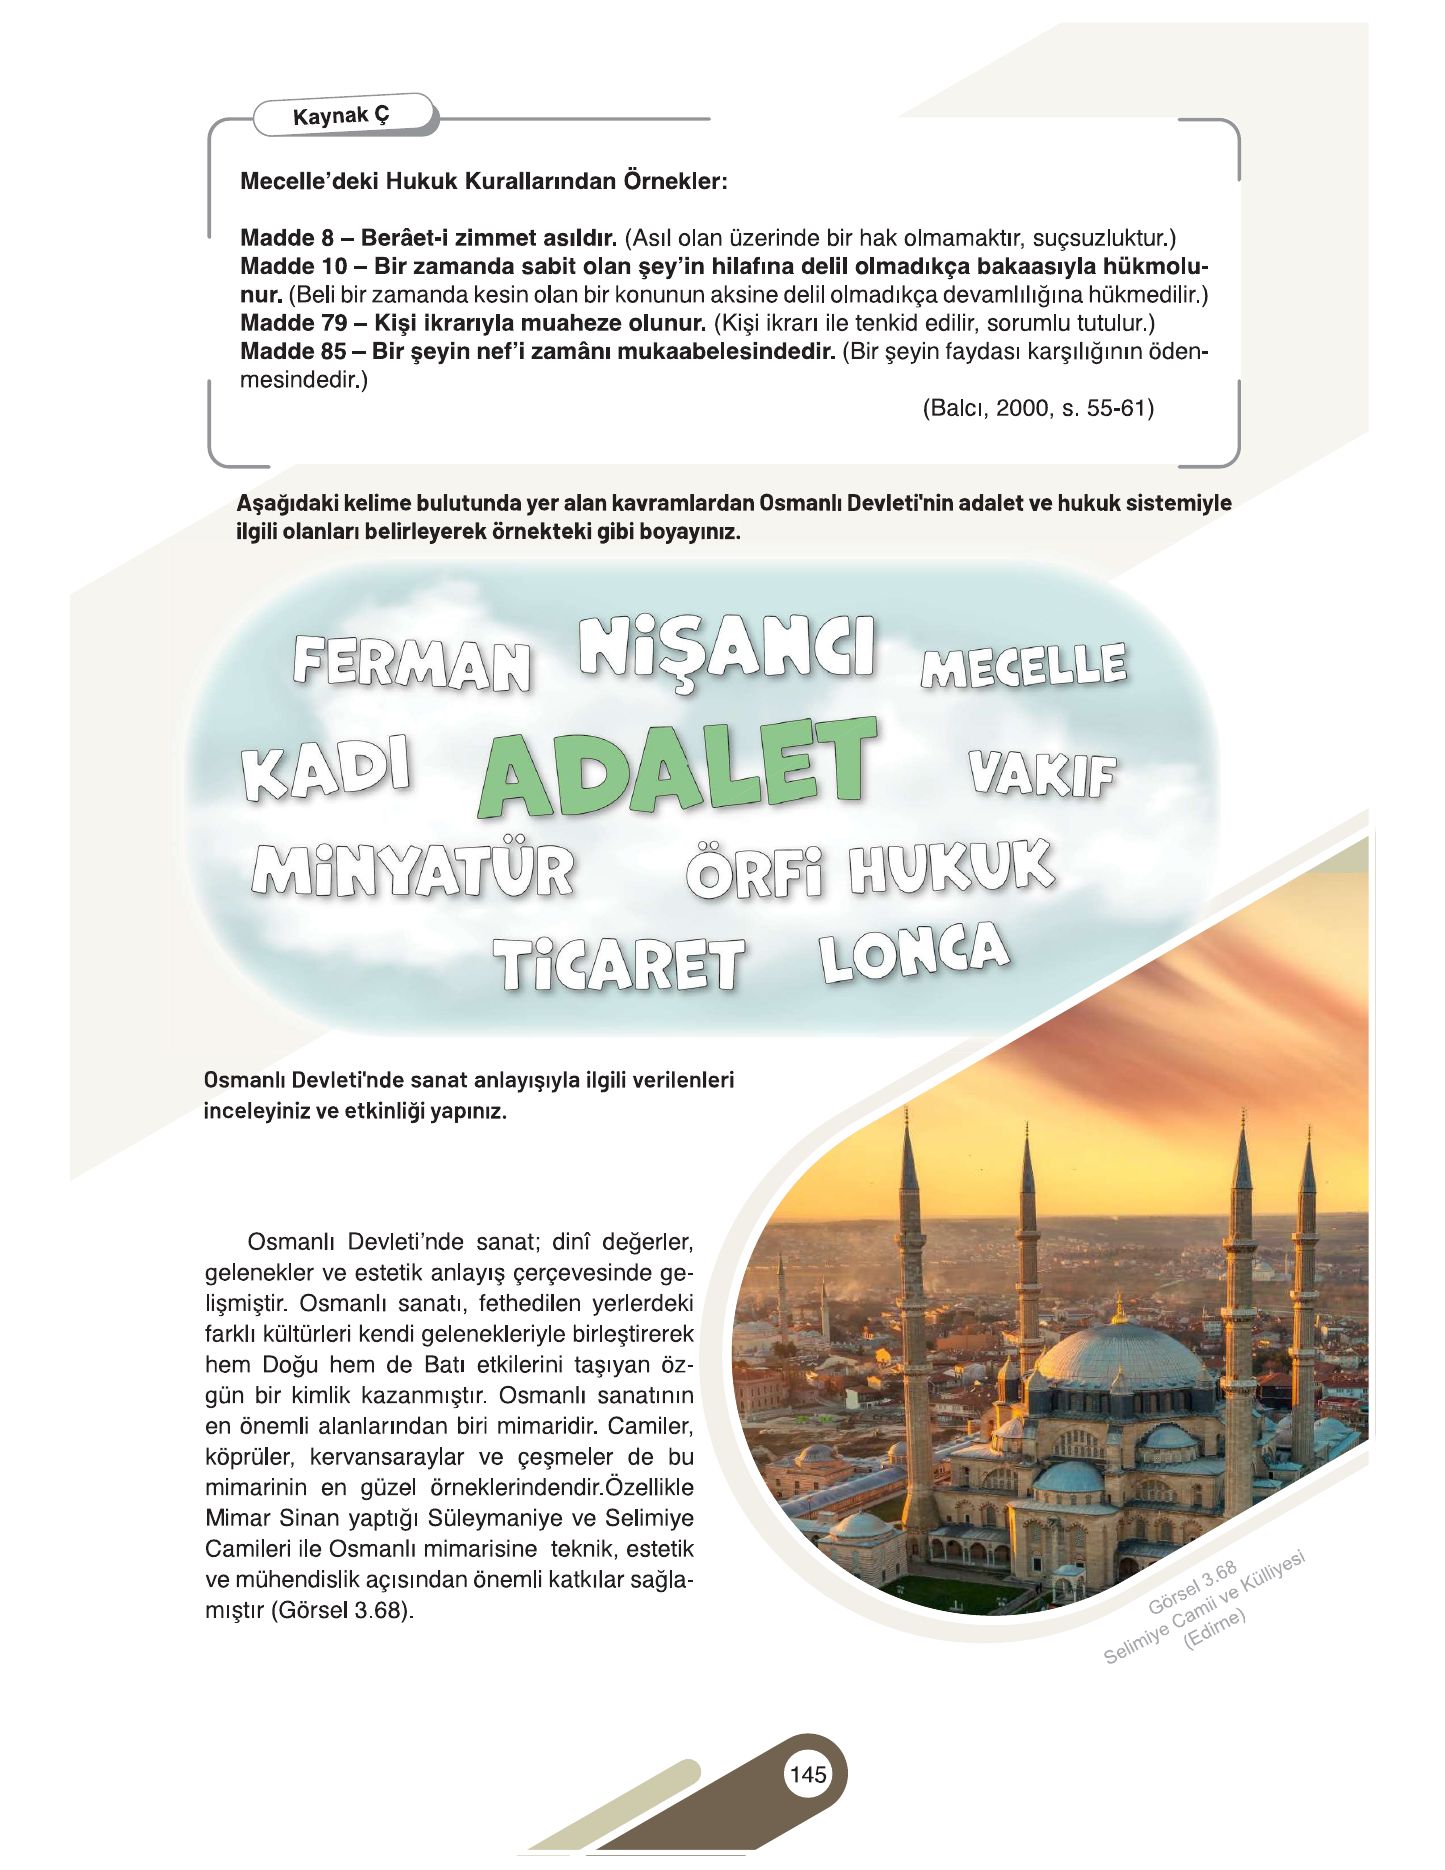 Kaynak Ç
Mecelle'deki Hukuk Kurallarından Örnekler:
Madde 8 – Berâet-i zimmet asıldır. (Asıl olan üzerinde bir hak olmamaktır, suçsuzluktur.)
Madde 10 – Bir zamanda sabit olan şey'in hilafına delil olmadıkça bakaasıyla hükmolu-
nur. (Beli bir zamanda kesin olan bir konunun aksine delil olmadıkça devamlılığına hükmedilir.)
Madde 79 – Kişi ikrarıyla muaheze olunur. (Kişi ikrarı ile tenkid edilir, sorumlu tutulur.)
Madde 85 – Bir şeyin nef'i zamânı mukaabelesindedir. (Bir şeyin faydası karşılığının öden-
mesindedir.)
(Balcı, 2000, s. 55-61)
Aşağıdaki kelime bulutunda yer alan kavramlardan Osmanlı Devleti'nin adalet ve hukuk sistemiyle
ilgili olanları belirleyerek örnekteki gibi boyayınız.
FERMAN NİŞANCI MECELLE
KADI ADALET VAKIF
MİNYATÜR ÖRFİ HUKUK
TİCARET LONCA
Osmanlı Devleti'nde sanat anlayışıyla ilgili verilenleri
inceleyiniz ve etkinliği yapınız.
Osmanlı Devleti'nde sanat; dinî değerler,
gelenekler ve estetik anlayış çerçevesinde ge-
lişmiştir. Osmanlı sanatı, fethedilen yerlerdeki
farklı kültürleri kendi gelenekleriyle birleştirerek
hem Doğu hem de Batı etkilerini taşıyan öz-
gün bir kimlik kazanmıştır. Osmanlı sanatının
en önemli alanlarından biri mimaridir. Camiler,
köprüler, kervansaraylar ve çeşmeler de bu
mimarinin en güzel örneklerindendir.Özellikle
Mimar Sinan yaptığı Süleymaniye ve Selimiye
Camileri ile Osmanlı mimarisine teknik, estetik
ve mühendislik açısından önemli katkılar sağla-
mıştır (Görsel 3.68).
Görsel 3.68
Selimiye Camii ve Külliyesi
(Edirne)
145